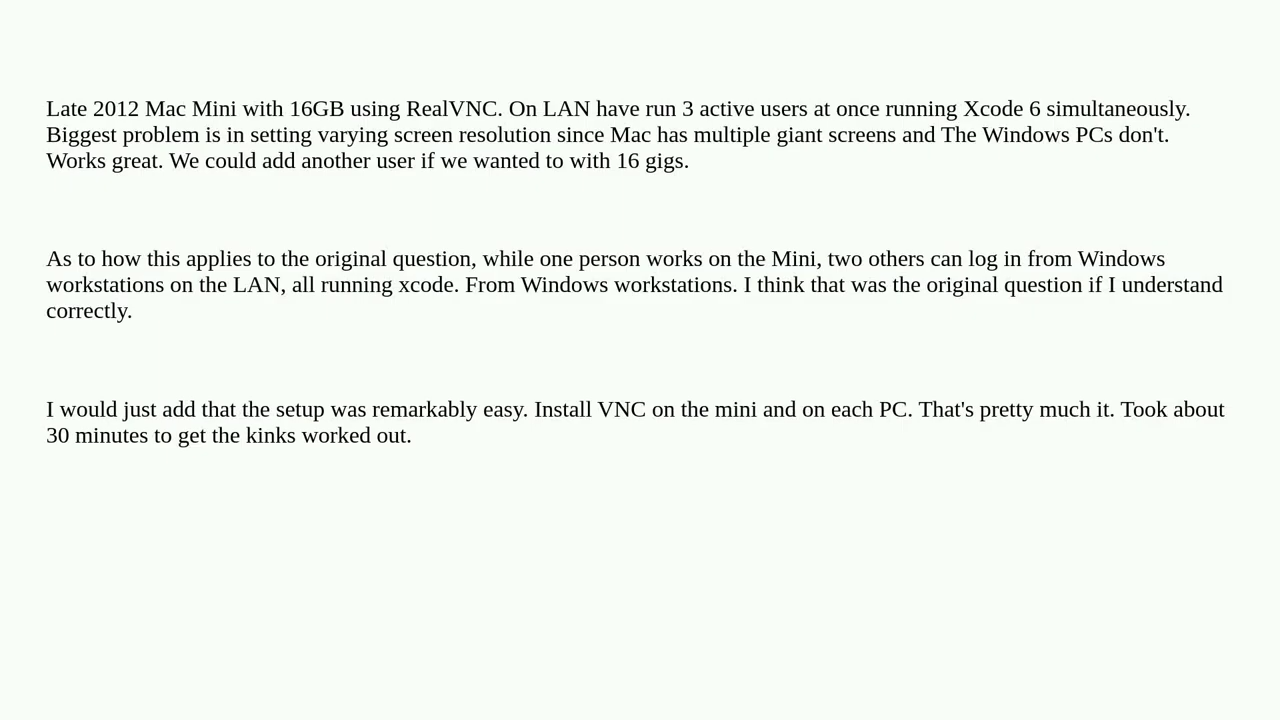 Late 2012 Mac Mini with 16GB using RealVNC. On LAN have run 3 active users at once running Xcode 6 simultaneously.
Biggest problem is in setting varying screen resolution since Mac has multiple giant screens and The Windows PCs don't.
Works great. We could add another user if we wanted to with 16 gigs.
As to how this applies to the original question, while one person works on the Mini, two others can log in from Windows
workstations on the LAN, all running xcode. From Windows workstations. I think that was the original question if I understand
correctly.
I would just add that the setup was remarkably easy. Install VNC on the mini and on each PC. That's pretty much it. Took about
30 minutes to get the kinks worked out.